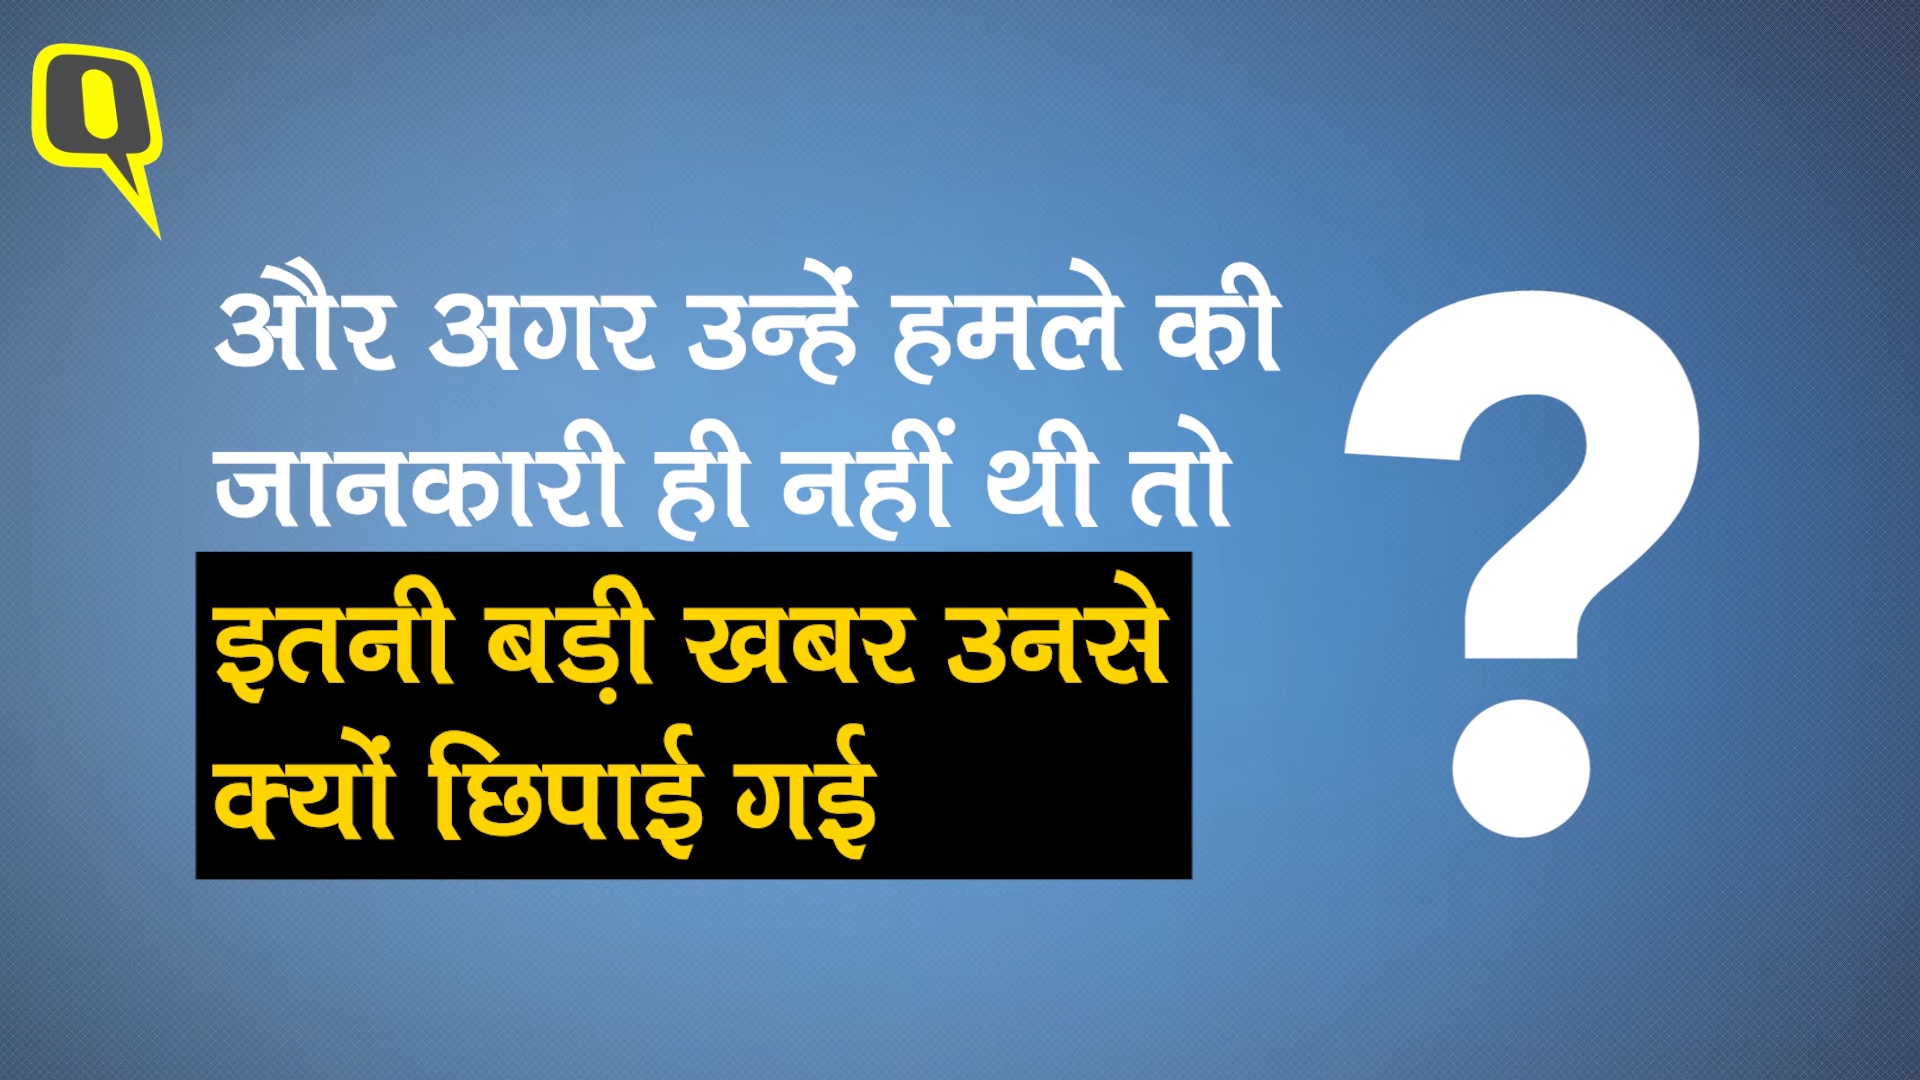 और अगर उन्हें हमले की
जानकारी ही नहीं थी तो
इतनी बड़ी खबर उनसे
क्यों छिपाई गई
?